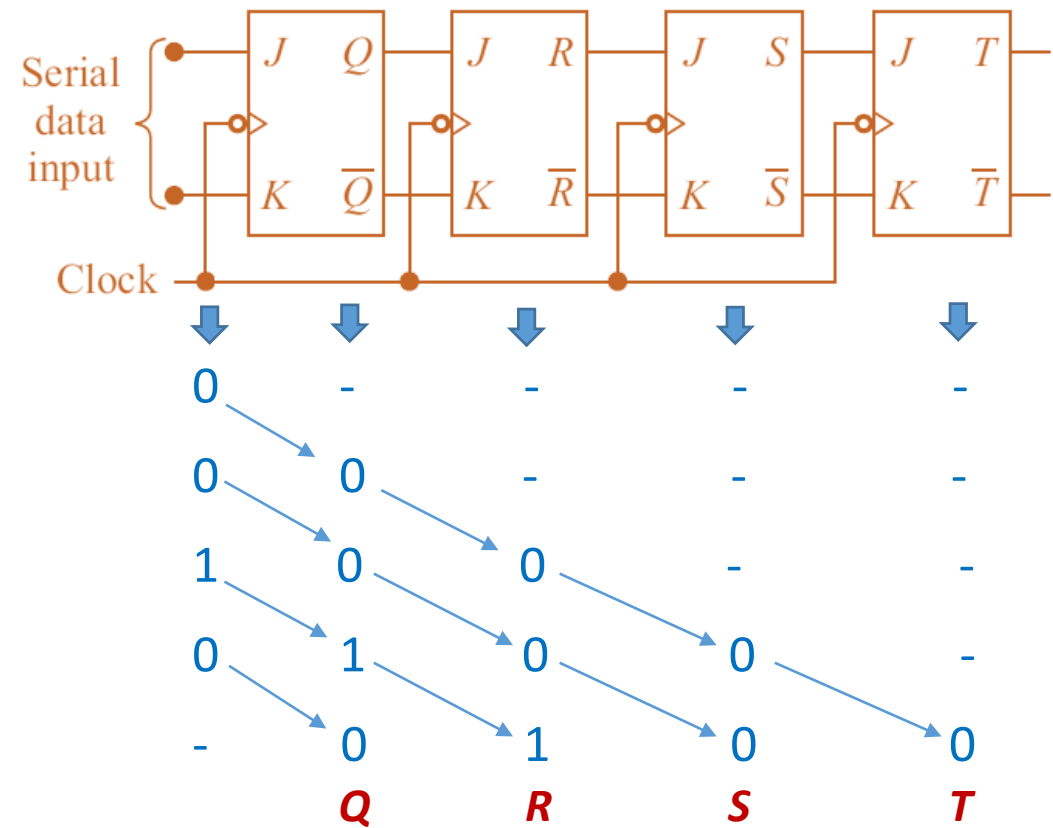 J Q J R J S J T
Serial
data
input
K Q̅ K R̅ K S̅ K T̅
Clock
0 - - - -
0 0 - - -
1 0 0 - -
0 1 0 0 -
- 0 1 0 0
Q R S T